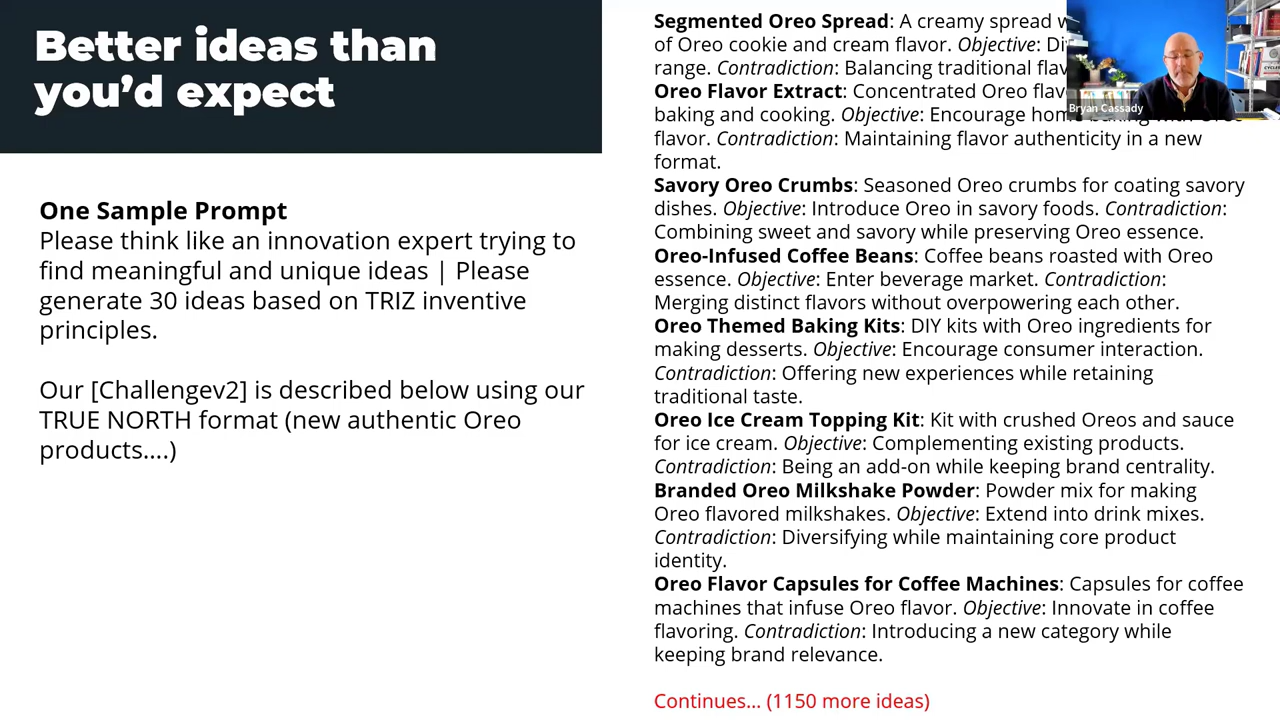 Better ideas than
you'd expect
One Sample Prompt
Please think like an innovation expert trying to
find meaningful and unique ideas | Please
generate 30 ideas based on TRIZ inventive
principles.
Our [Challengev2] is described below using our
TRUE NORTH format (new authentic Oreo
products....)
Segmented Oreo Spread: A creamy spread
of Oreo cookie and cream flavor. Objective:
range. Contradiction: Balancing traditional
Oreo Flavor Extract: Concentrated Oreo
baking and cooking. Objective: Encourage
flavor. Contradiction: Maintaining flavor authenticity in a new
format.
Savory Oreo Crumbs: Seasoned Oreo crumbs for coating savory
dishes. Objective: Introduce Oreo in savory foods. Contradiction:
Combining sweet and savory while preserving Oreo essence.
Oreo-Infused Coffee Beans: Coffee beans roasted with Oreo
essence. Objective: Enter beverage market. Contradiction:
Merging distinct flavors without overpowering each other.
Oreo Themed Baking Kits: DIY kits with Oreo ingredients for
making desserts. Objective: Encourage consumer interaction.
Contradiction: Offering new experiences while retaining
traditional taste.
Oreo Ice Cream Topping Kit: Kit with crushed Oreos and sauce
for ice cream. Objective: Complementing existing products.
Contradiction: Being an add-on while keeping brand centrality.
Branded Oreo Milkshake Powder: Powder mix for making
Oreo flavored milkshakes. Objective: Extend into drink mixes.
Contradiction: Diversifying while maintaining core product
identity.
Oreo Flavor Capsules for Coffee Machines: Capsules for coffee
machines that infuse Oreo flavor. Objective: Innovate in coffee
flavoring. Contradiction: Introducing a new category while
keeping brand relevance.
Continues... (1150 more ideas)
Bryan Cassady